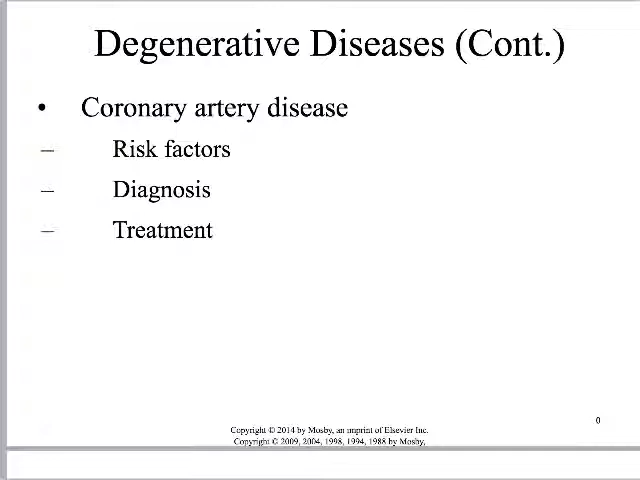 Degenerative Diseases (Cont.)
• Coronary artery disease
– Risk factors
– Diagnosis
– Treatment
0
Copyright © 2014 by Mosby, an imprint of Elsevier Inc.
Copyright © 2009, 2004, 1998, 1994, 1988 by Mosby,